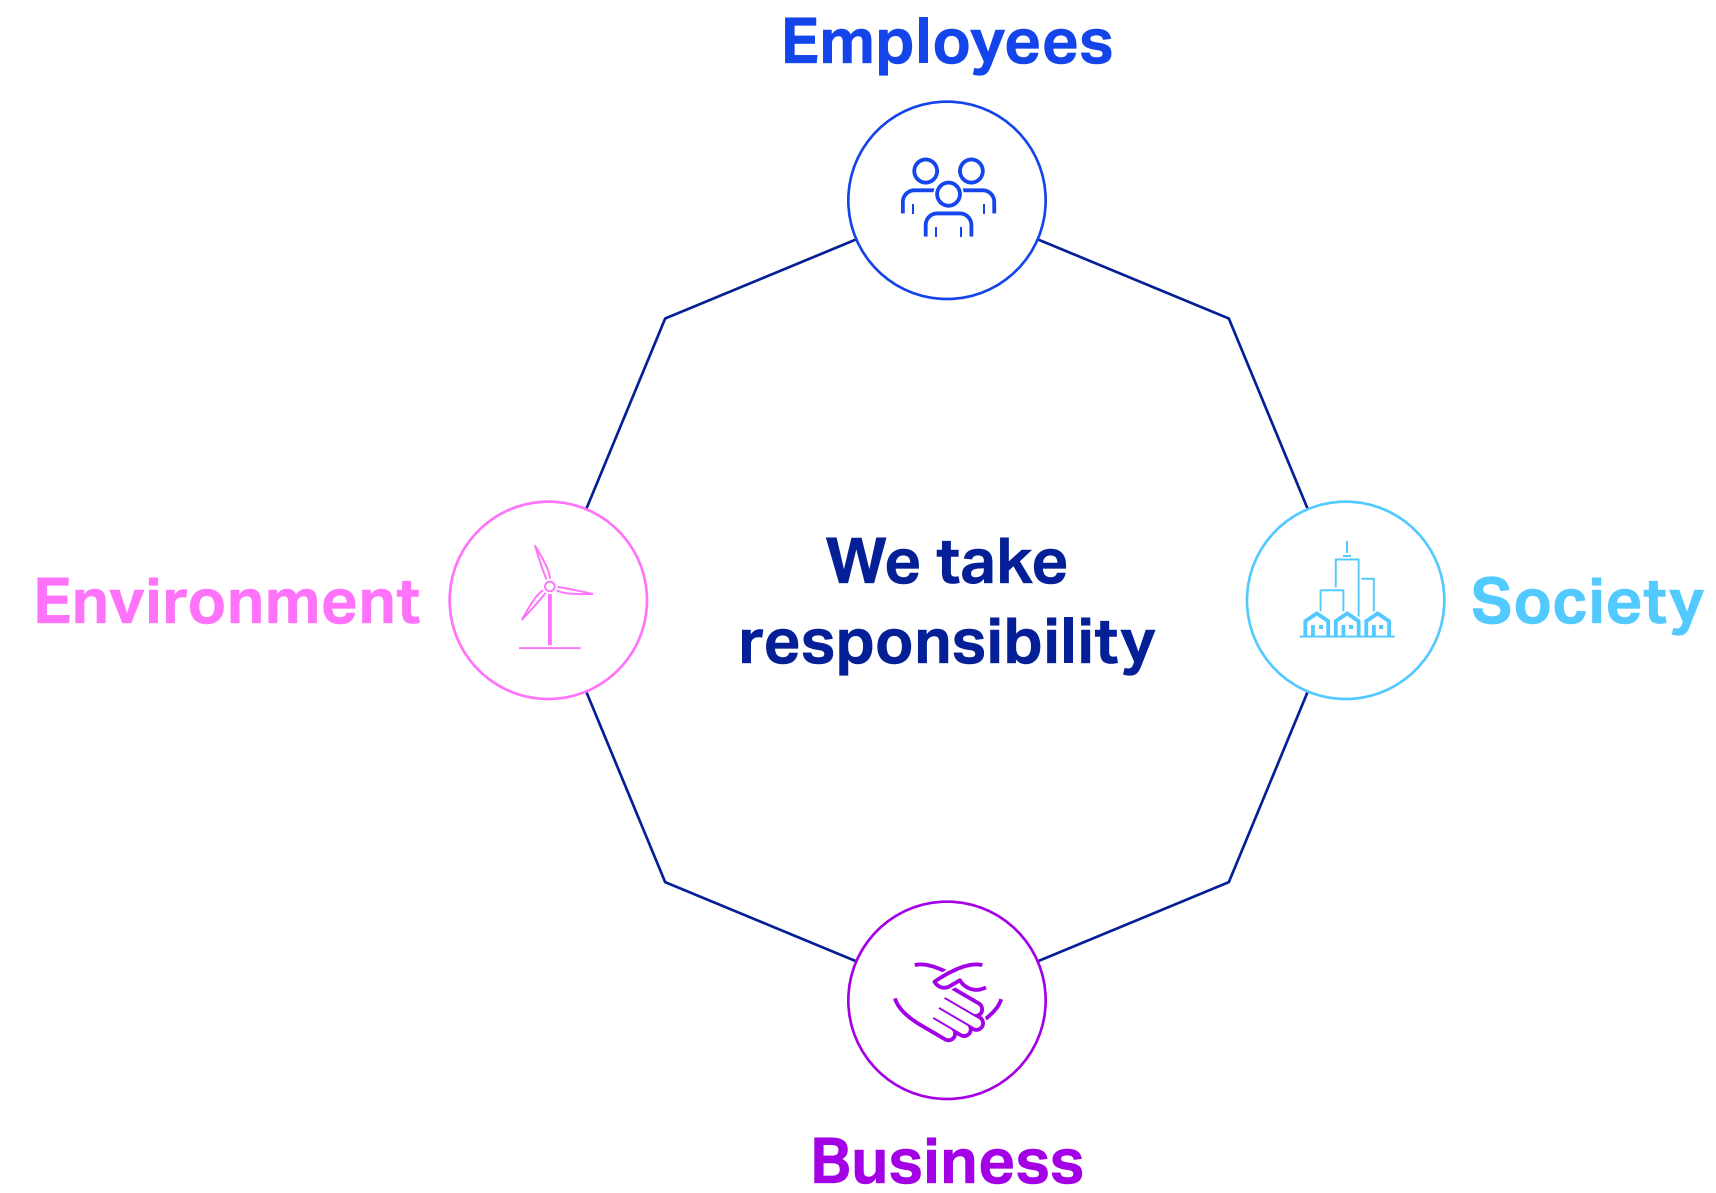 Employees
Environment
We take
responsibility
Society
Business